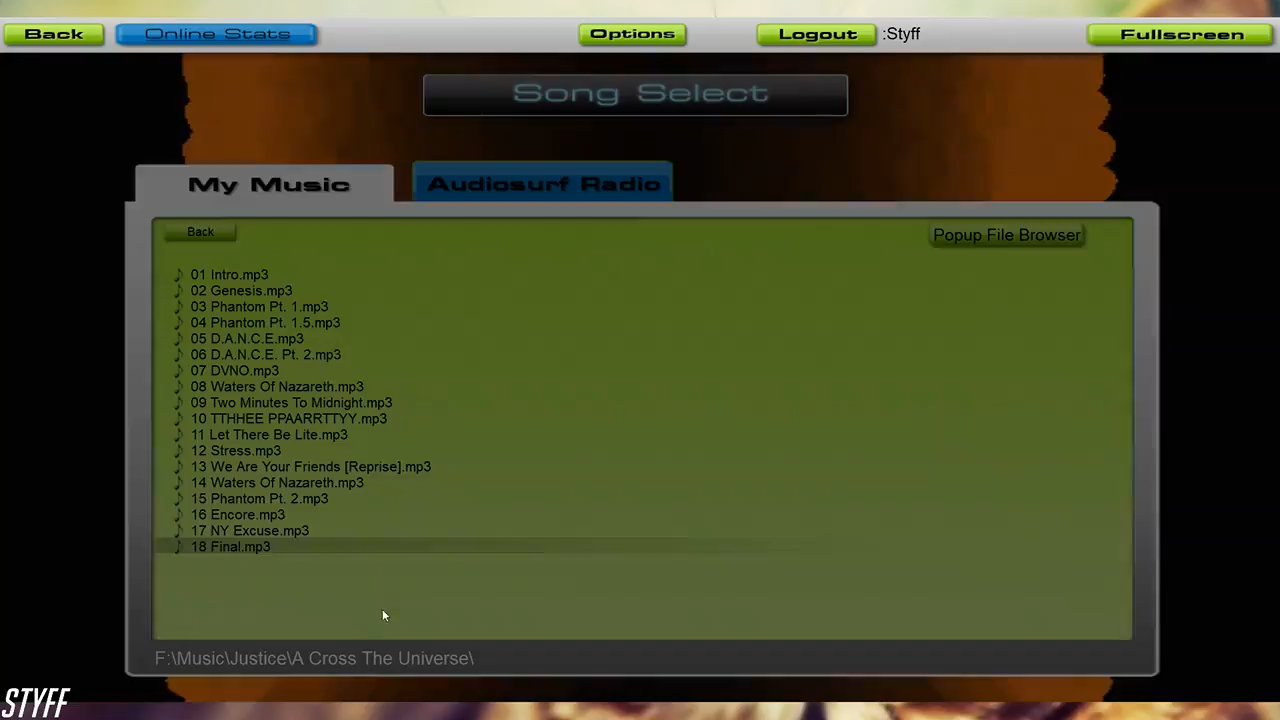 Back Online Stats Options Logout :Styff Fullscreen
Song Select
My Music Audiosurf Radio
Back Popup File Browser
01 Intro.mp3
02 Genesis.mp3
03 Phantom Pt. 1.mp3
04 Phantom Pt. 1.5.mp3
05 D.A.N.C.E.mp3
06 D.A.N.C.E. Pt. 2.mp3
07 DVNO.mp3
08 Waters Of Nazareth.mp3
09 Two Minutes To Midnight.mp3
10 TTHHEE PPAARRTTYY.mp3
11 Let There Be Lite.mp3
12 Stress.mp3
13 We Are Your Friends [Reprise].mp3
14 Waters Of Nazareth.mp3
15 Phantom Pt. 2.mp3
16 Encore.mp3
17 NY Excuse.mp3
18 Final.mp3
F:\Music\Justice\A Cross The Universe\
STYFF